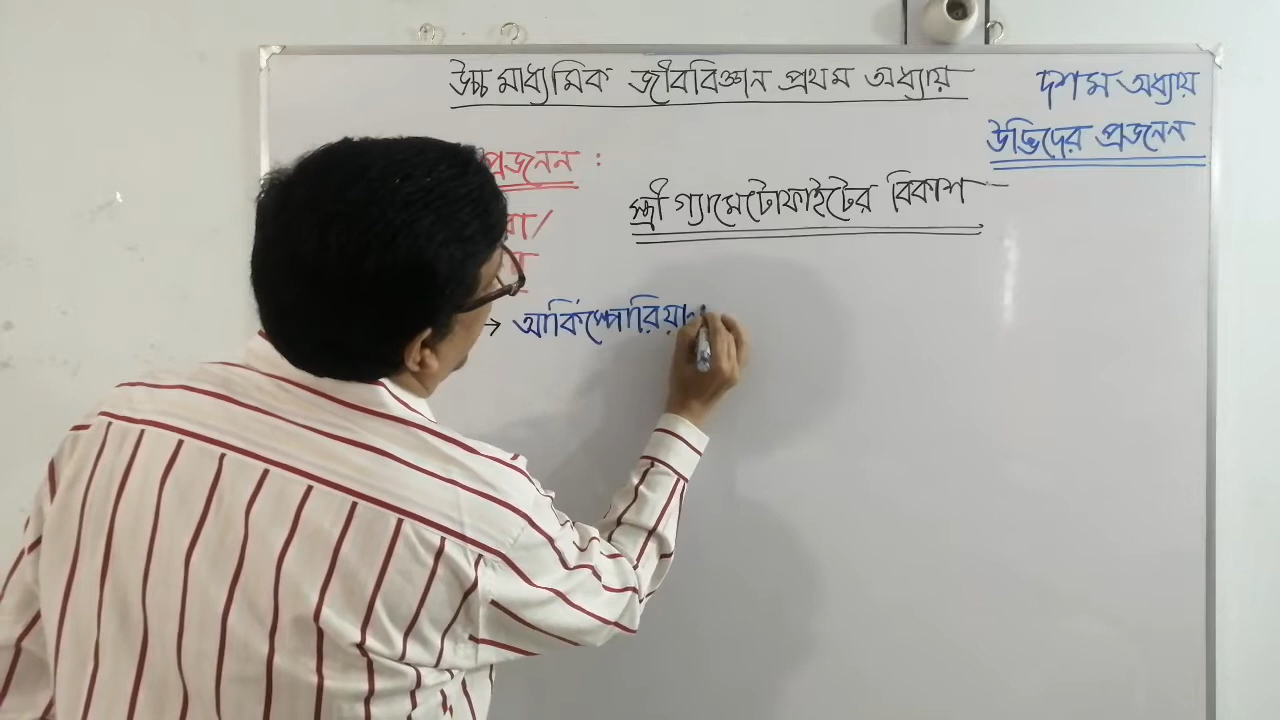 উচ্চ মাধ্যমিক জীববিজ্ঞান প্রথম অধ্যায়
দশম অধ্যায়
উদ্ভিদের প্রজনন
প্রজনন :
স্ত্রী গ্যামেটোফাইটের বিকাশ
→ আর্কিস্পোরিয়া